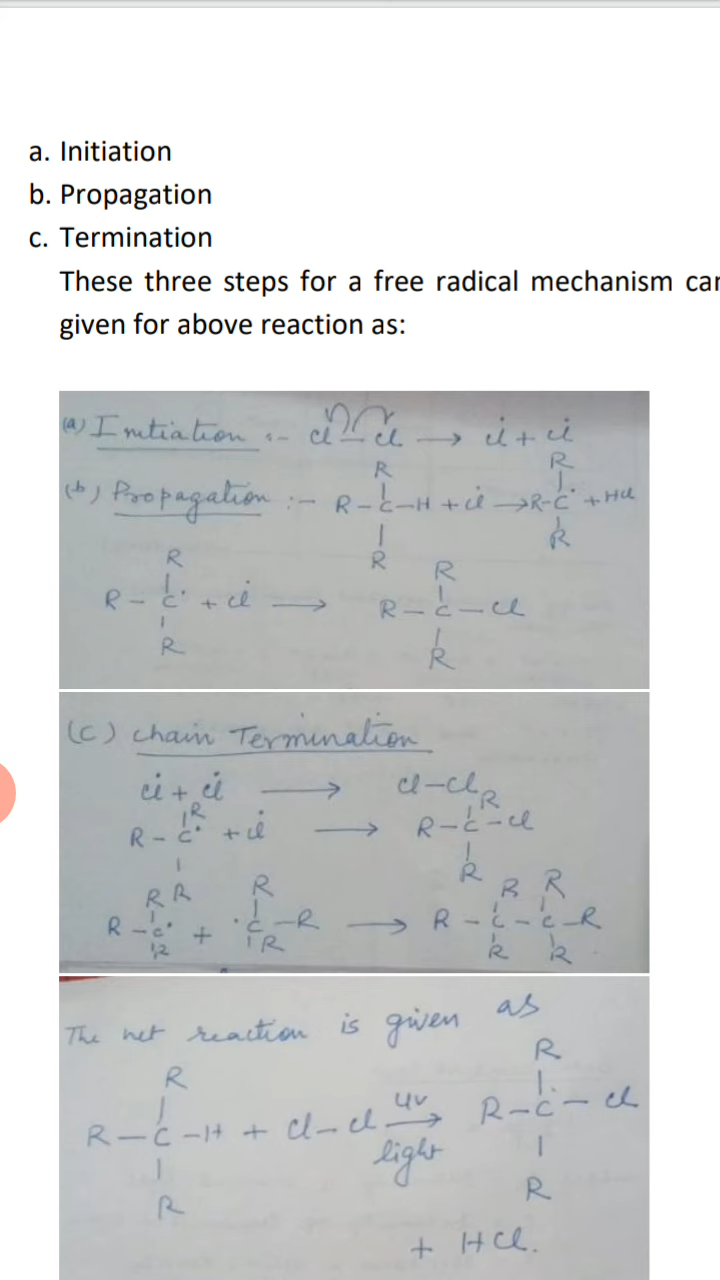 a. Initiation
b. Propagation
c. Termination
These three steps for a free radical mechanism can
given for above reaction as:
(a) Initiation :- Cl-Cl → Cl + Cl
R R
(b) Propagation :- R-C-H + Cl → R-C + HCl
R R
R R
R-C + Cl → R-C-Cl
R R
(C) Chain Termination
Cl + Cl → Cl-Cl
R R
R-C + Cl → R-C-Cl
R R
R R R R
R-C + C-R → R-C-C-R
R R R R
The net reaction is given as
R R
R-C-H + Cl-Cl UV → R-C-Cl
light
R R
+ HCl.